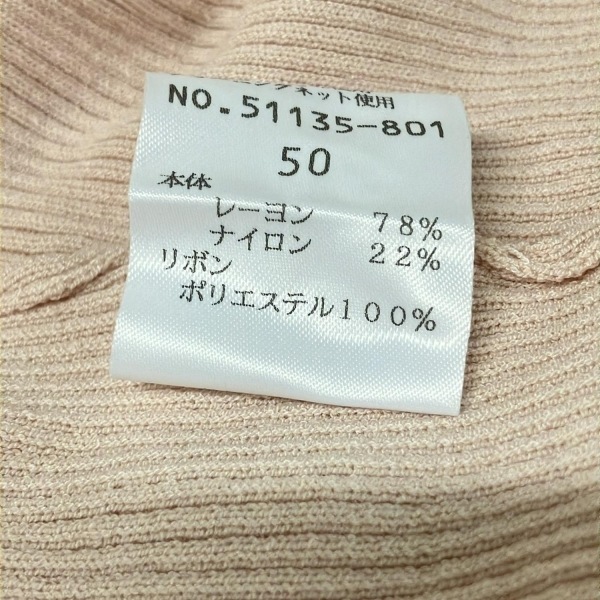 ネット使用
NO.51135-801
50
本体
レーヨン 78%
ナイロン 22%
リボン
ポリエステル100%